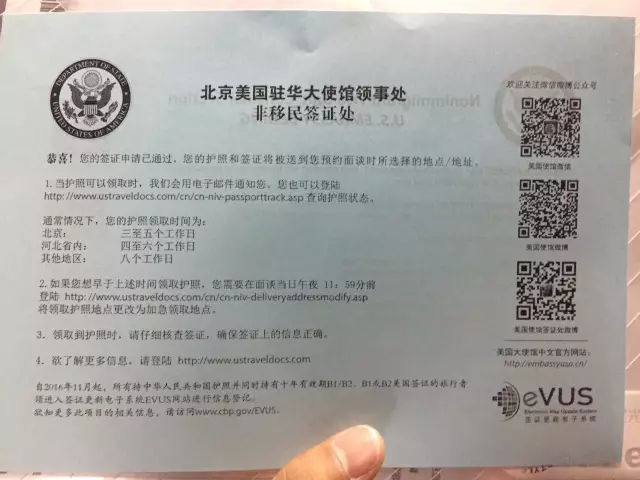 DEPARTMENT OF STATE
UNITED STATES OF AMERICA
北京美国驻华大使馆领事处
非移民签证处
恭喜！您的签证申请已通过，您的护照和签证将被送到您预约面谈时所选择的地点/地址。
1.当护照可以领取时，我们会用电子邮件通知您。您也可以登陆
http://www.ustraveldocs.com/cn/cn-niv-passporttrack.asp 查询护照状态。
通常情况下，您的护照领取时间为：
北京： 三至五个工作日
河北省内： 四至六个工作日
其他地区： 八个工作日
2.如果您想早于上述时间领取护照，您需要在面谈当日午夜 11：59分前
登陆 http://www.ustraveldocs.com/cn/cn-niv-deliveryaddressmodify.asp
将领取护照地点更改为加急领取地点。
3．领取到护照时，请仔细核查签证，确保签证上的信息正确。
4．欲了解更多信息，请登陆 http://www.ustraveldocs.com
自2016年11月起，所有持中华人民共和国护照并同时持有十年有效期B1/B2、B1或B2美国签证的旅行者
须进入签证更新电子系统EVUS网站进行信息登记。
欲知更多此项目的相关信息，请访问www.cbp.gov/EVUS。
欢迎关注微信微博公众号
美国使馆微信
美国使馆微博
美国使馆签证处微博
美国大使馆中文官方网站：
http://embassyusa.cn/
eVUS
Electronic Visa Update System
签证更新电子系统